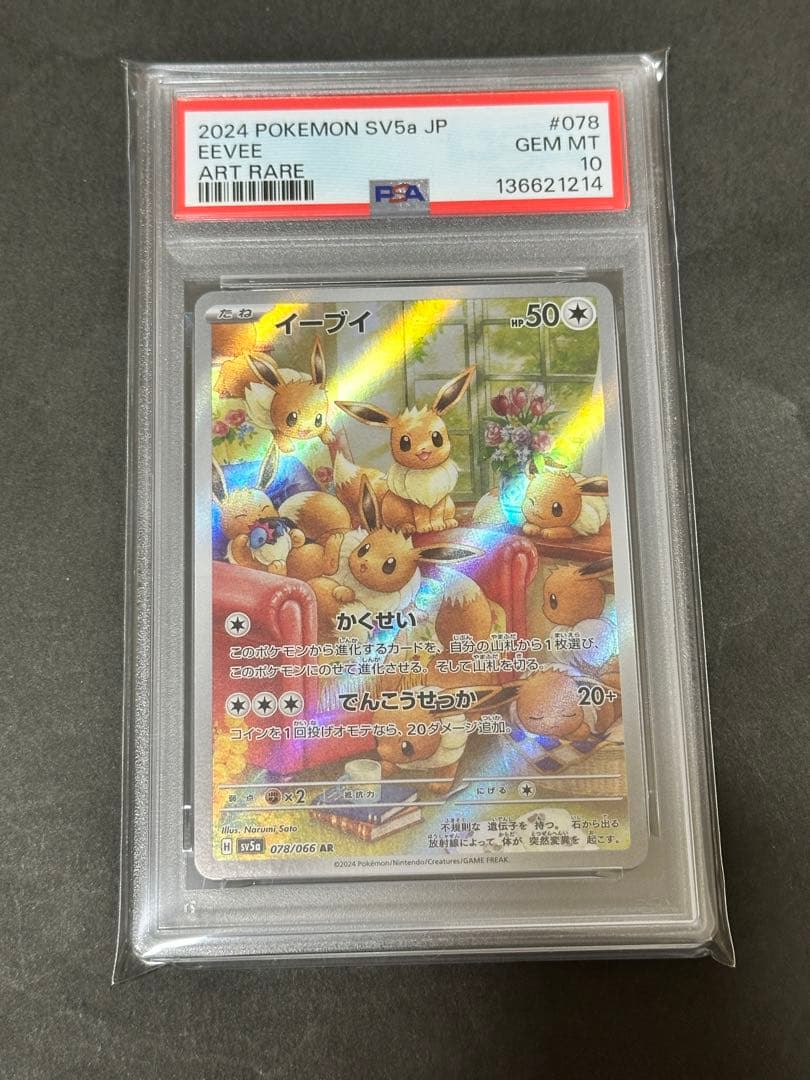 2024 POKEMON SV5a JP #078
EEVEE GEM MT
ART RARE 10
PSA 136621214
たね イーブイ HP50
かくせい
このポケモンから進化するカードを、自分の山札から1枚選び、
このポケモンにのせて進化させる。そして山札を切る。
でんこうせっか 20+
コインを1回投げオモテなら、20ダメージ追加。
弱点 ×2 抵抗力 にげる
Illus. Narumi Sato
不規則な 遺伝子を 持つ。 石から出る
H sv5a 078/066 AR
放射線によって 体が 突然変異を 起こす。
©2024 Pokémon/Nintendo/Creatures/GAME FREAK.